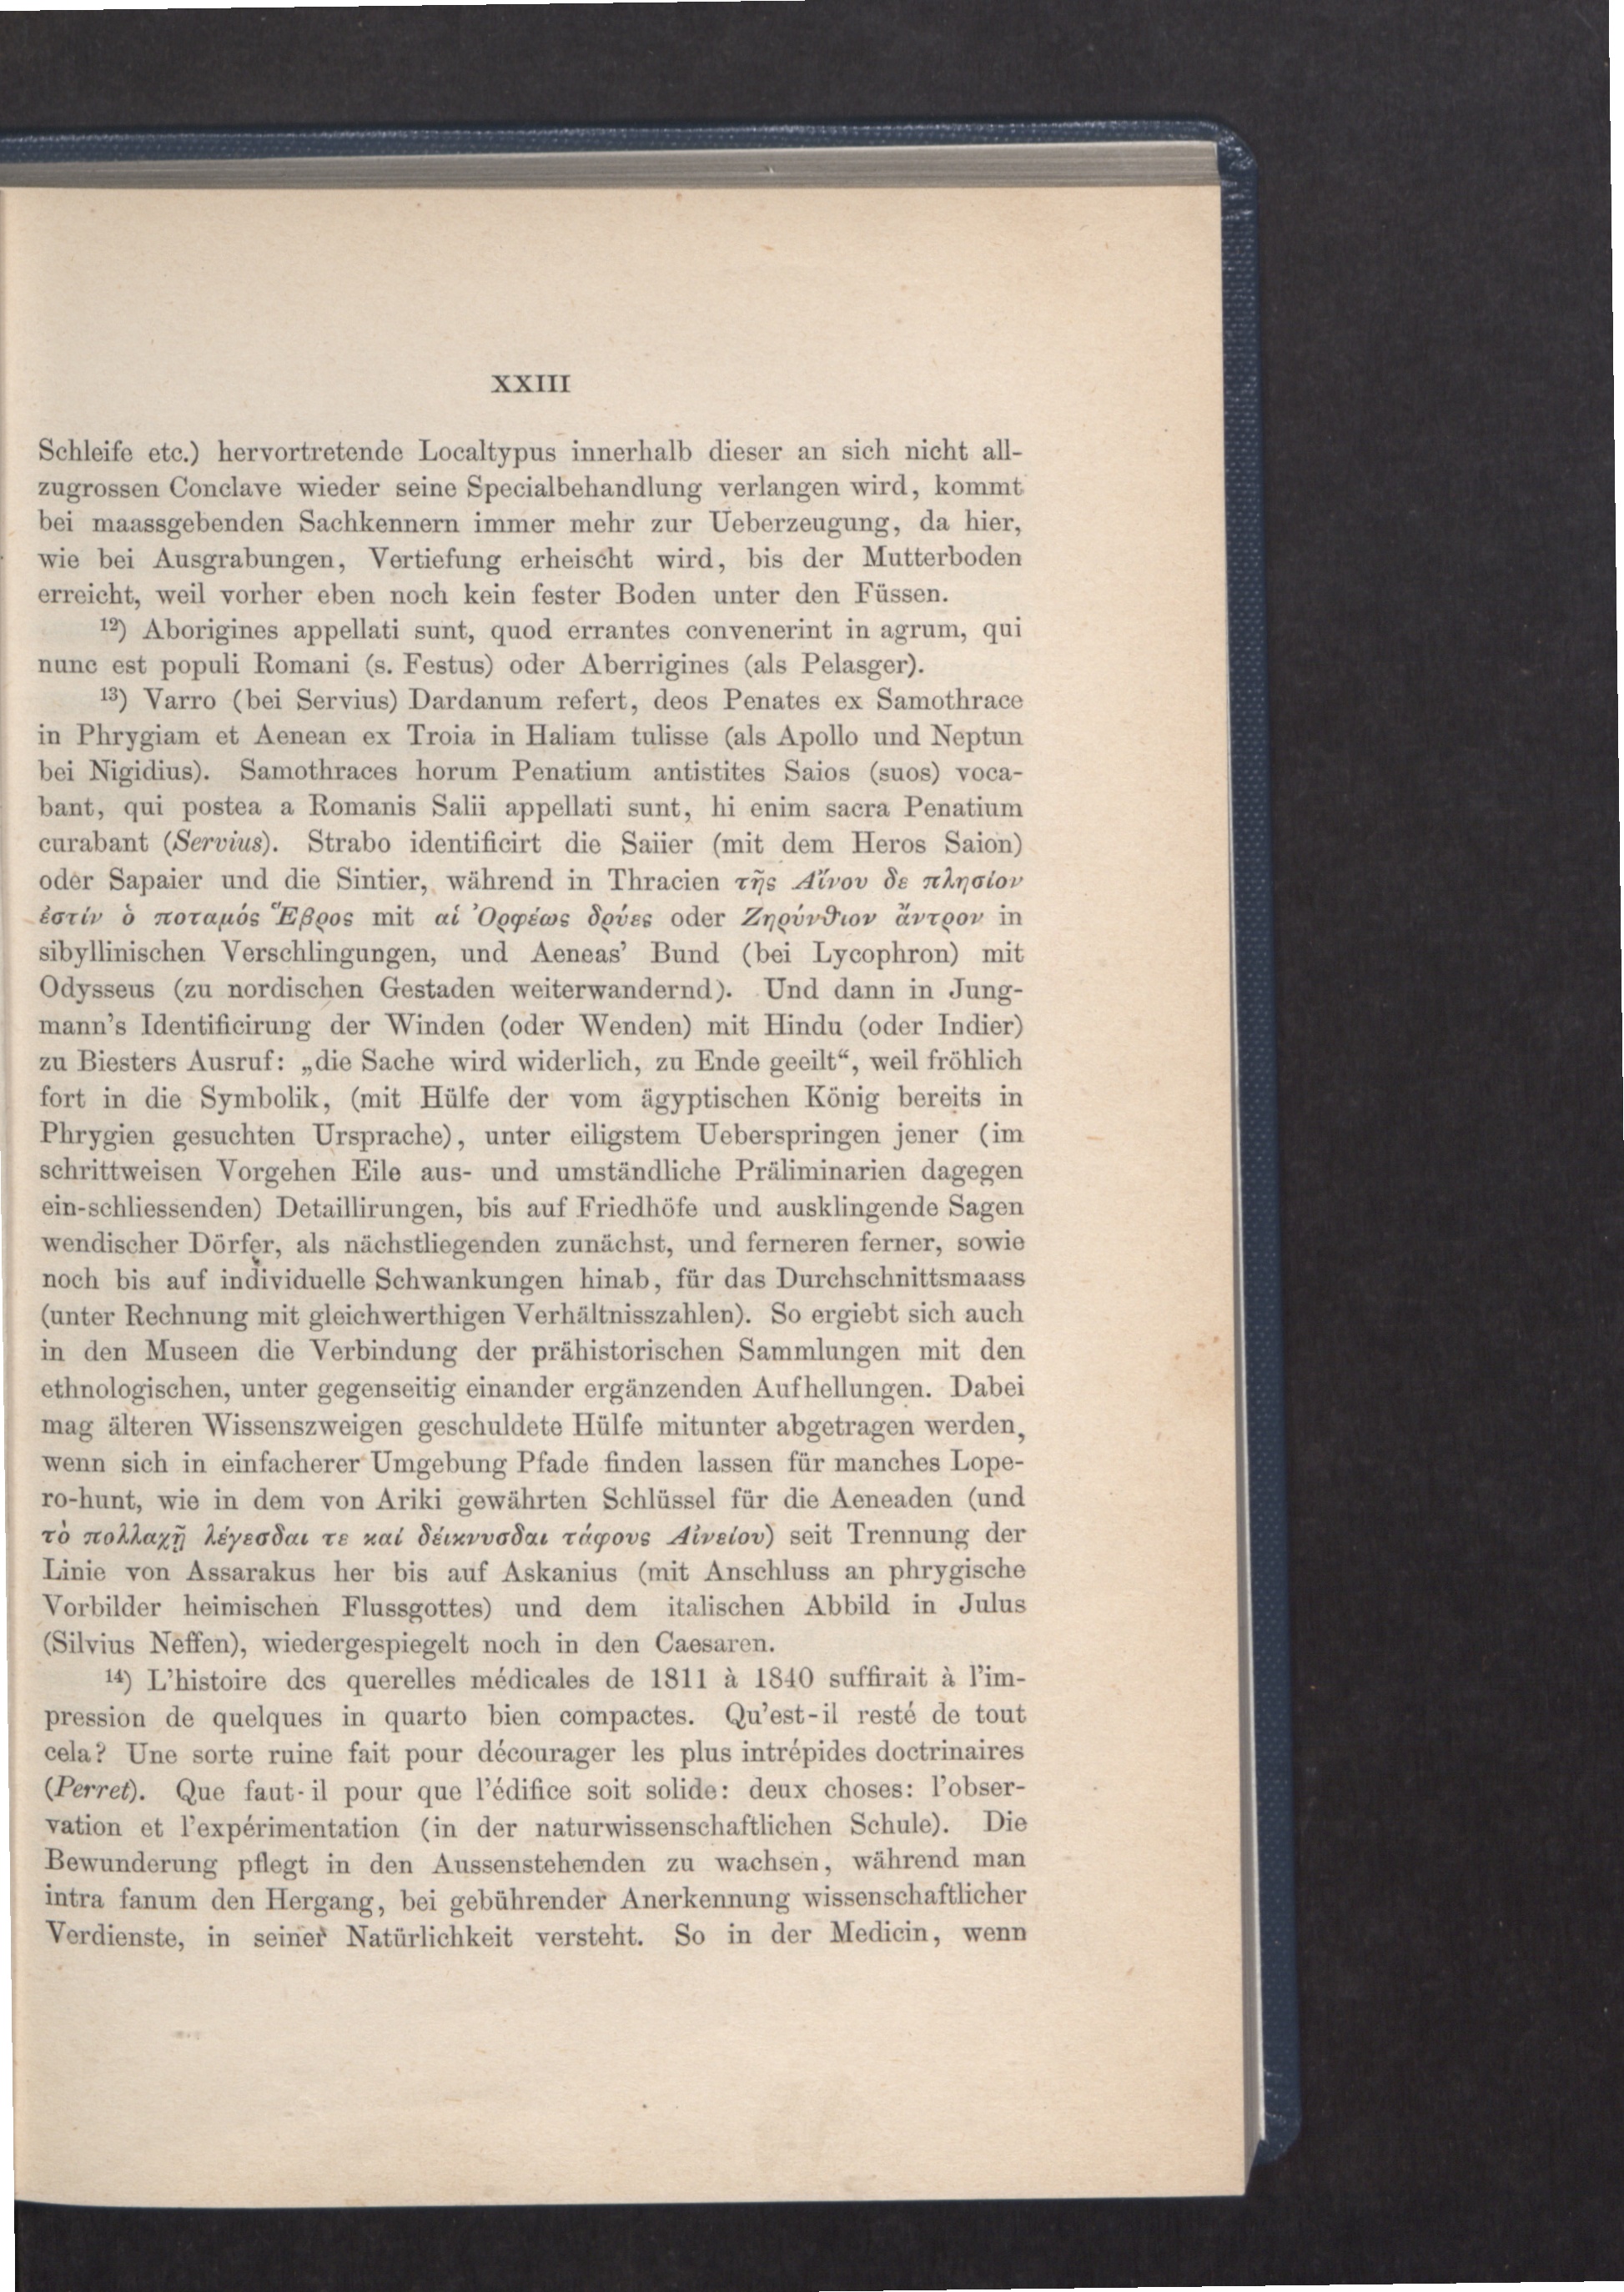 XXIII
Schleife etc.) hervortretende Localtypus innerhalb dieser an sich nicht all-
zugrossen Conclave wieder seine Specialbehandlung verlangen wird, kommt
bei maassgebenden Sachkennern immer mehr zur Ueberzeugung, da hier,
wie bei Ausgrabungen, Vertiefung erheischt wird, bis der Mutterboden
erreicht, weil vorher eben noch kein fester Boden unter den Füssen.
¹²) Aborigines appellati sunt, quod errantes convenerint in agrum, qui
nunc est populi Romani (s. Festus) oder Aberrigines (als Pelasger).
¹³) Varro (bei Servius) Dardanum refert, deos Penates ex Samothrace
in Phrygiam et Aenean ex Troia in Haliam tulisse (als Apollo und Neptun
bei Nigidius). Samothraces horum Penatium antistites Saios (suos) voca-
bant, qui postea a Romanis Salii appellati sunt, hi enim sacra Penatium
curabant (Servius). Strabo identificirt die Saiier (mit dem Heros Saion)
oder Sapaier und die Sintier, während in Thracien τῆς Αἴνου δε πλησίον
ἐστίν ὁ ποταμός Ἕβρος mit αἱ Ὀρφέως δρύες oder Ζηρύνθιον ἄντρον in
sibyllinischen Verschlingungen, und Aeneas' Bund (bei Lycophron) mit
Odysseus (zu nordischen Gestaden weiterwandernd). Und dann in Jung-
mann's Identificirung der Winden (oder Wenden) mit Hindu (oder Indier)
zu Biesters Ausruf: „die Sache wird widerlich, zu Ende geeilt“, weil fröhlich
fort in die Symbolik, (mit Hülfe der vom ägyptischen König bereits in
Phrygien gesuchten Ursprache), unter eiligstem Ueberspringen jener (im
schrittweisen Vorgehen Eile aus- und umständliche Präliminarien dagegen
ein-schliessenden) Detaillirungen, bis auf Friedhöfe und ausklingende Sagen
wendischer Dörfer, als nächstliegenden zunächst, und ferneren ferner, sowie
noch bis auf individuelle Schwankungen hinab, für das Durchschnittsmaass
(unter Rechnung mit gleichwerthigen Verhältnisszahlen). So ergiebt sich auch
in den Museen die Verbindung der prähistorischen Sammlungen mit den
ethnologischen, unter gegenseitig einander ergänzenden Aufhellungen. Dabei
mag älteren Wissenszweigen geschuldete Hülfe mitunter abgetragen werden,
wenn sich in einfacherer Umgebung Pfade finden lassen für manches Lope-
ro-hunt, wie in dem von Ariki gewährten Schlüssel für die Aeneaden (und
τὸ πολλαχῇ λέγεσδαι τε καί δέικνυσδαι τάφους Αἰνείου) seit Trennung der
Linie von Assarakus her bis auf Askanius (mit Anschluss an phrygische
Vorbilder heimischen Flussgottes) und dem italischen Abbild in Julus
(Silvius Neffen), wiedergespiegelt noch in den Caesaren.
¹⁴) L'histoire des querelles médicales de 1811 à 1840 suffirait à l'im-
pression de quelques in quarto bien compactes. Qu'est-il resté de tout
cela? Une sorte ruine fait pour décourager les plus intrépides doctrinaires
(Perret). Que faut-il pour que l'édifice soit solide: deux choses: l'obser-
vation et l'expérimentation (in der naturwissenschaftlichen Schule). Die
Bewunderung pflegt in den Aussenstehenden zu wachsen, während man
intra fanum den Hergang, bei gebührender Anerkennung wissenschaftlicher
Verdienste, in seiner Natürlichkeit versteht. So in der Medicin, wenn